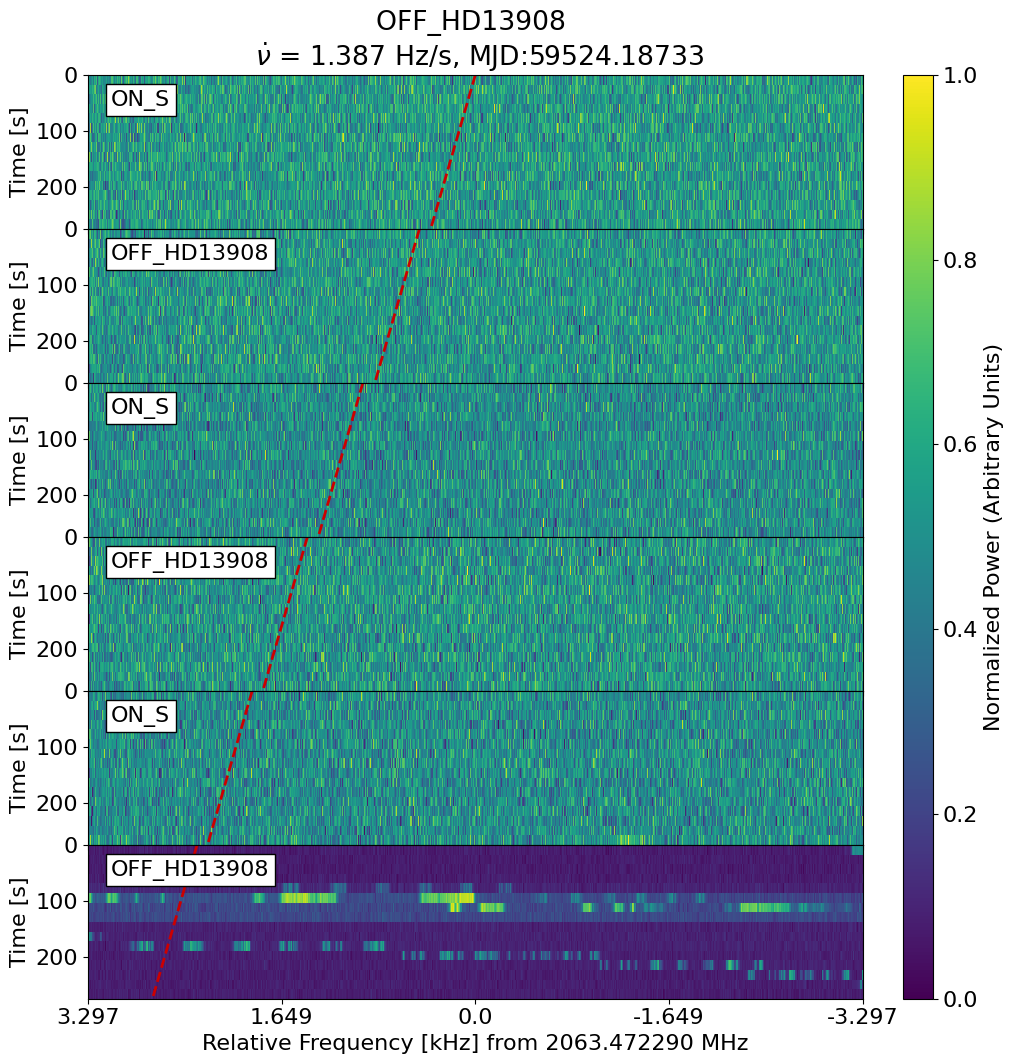 OFF_HD13908
ν̇ = 1.387 Hz/s, MJD:59524.18733
ON_S
0
100
200
Time [s]
OFF_HD13908
0
100
200
Time [s]
ON_S
0
100
200
Time [s]
OFF_HD13908
0
100
200
Time [s]
ON_S
0
100
200
Time [s]
OFF_HD13908
0
100
200
Time [s]
3.297 1.649 0.0 -1.649 -3.297
Relative Frequency [kHz] from 2063.472290 MHz
1.0
0.8
0.6
0.4
0.2
0.0
Normalized Power (Arbitrary Units)